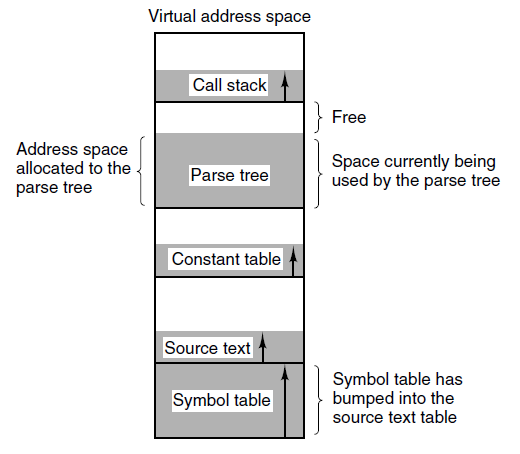 Virtual address space
Call stack
Free
Address space
allocated to the
parse tree
Parse tree
Space currently being
used by the parse tree
Constant table
Source text
Symbol table
Symbol table has
bumped into the
source text table